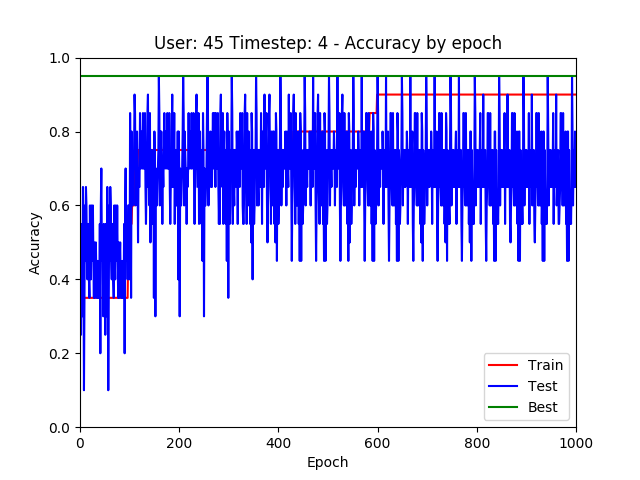 User: 45 Timestep: 4 - Accuracy by epoch
1.0
0.8
0.6
0.4
0.2
0.0
Accuracy
0 200 400 600 800 1000
Epoch
Train
Test
Best